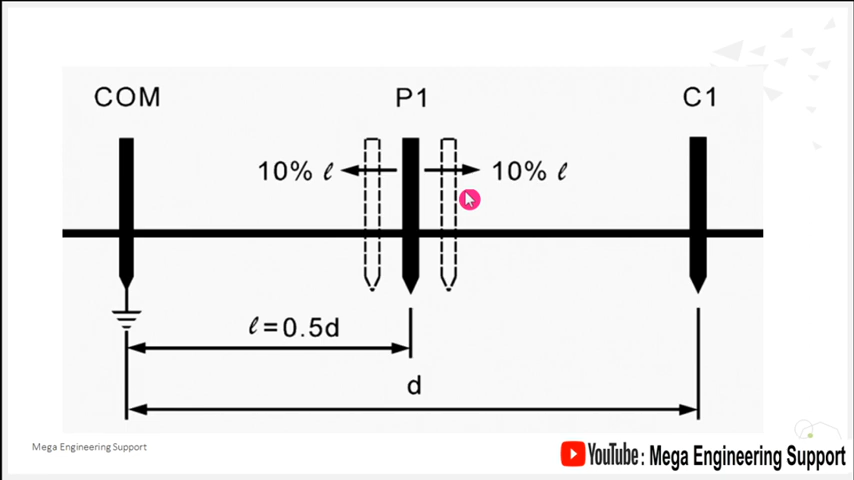 COM P1 C1
10% ℓ 10% ℓ
ℓ=0.5d
d
Mega Engineering Support
YouTube: Mega Engineering Support